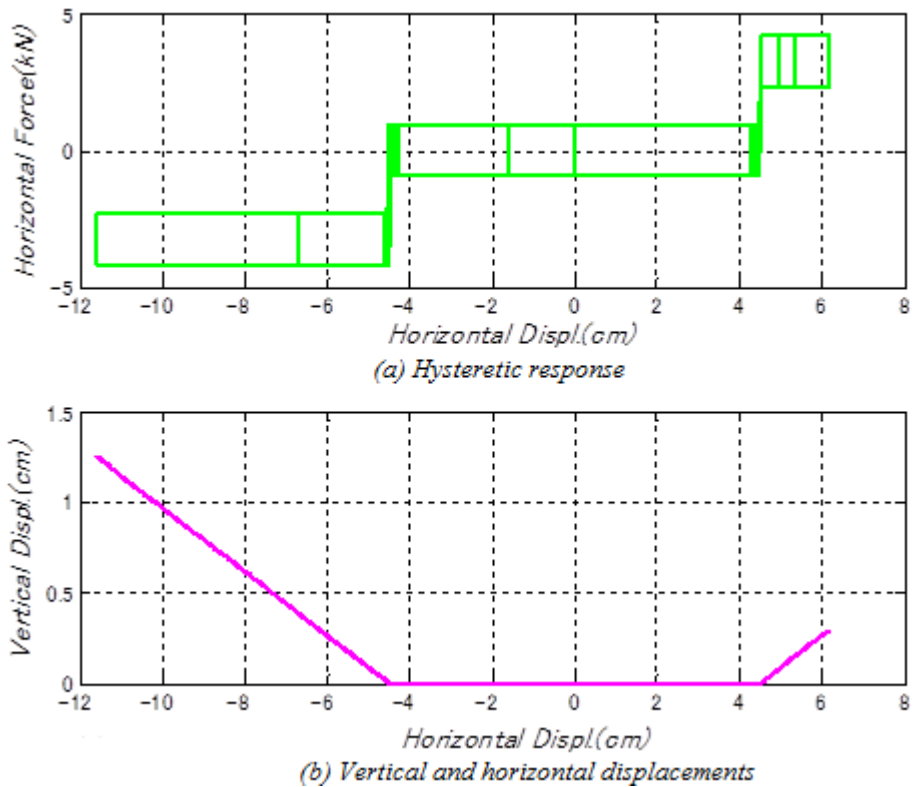 Horizontal Force(kN)
5
0
−5
−12 −10 −8 −6 −4 −2 0 2 4 6 8
Horizontal Displ.(cm)
(a) Hysteretic response
Vertical Displ.(cm)
1.5
1
0.5
0
−12 −10 −8 −6 −4 −2 0 2 4 6 8
Horizontal Displ.(cm)
(b) Vertical and horizontal displacements